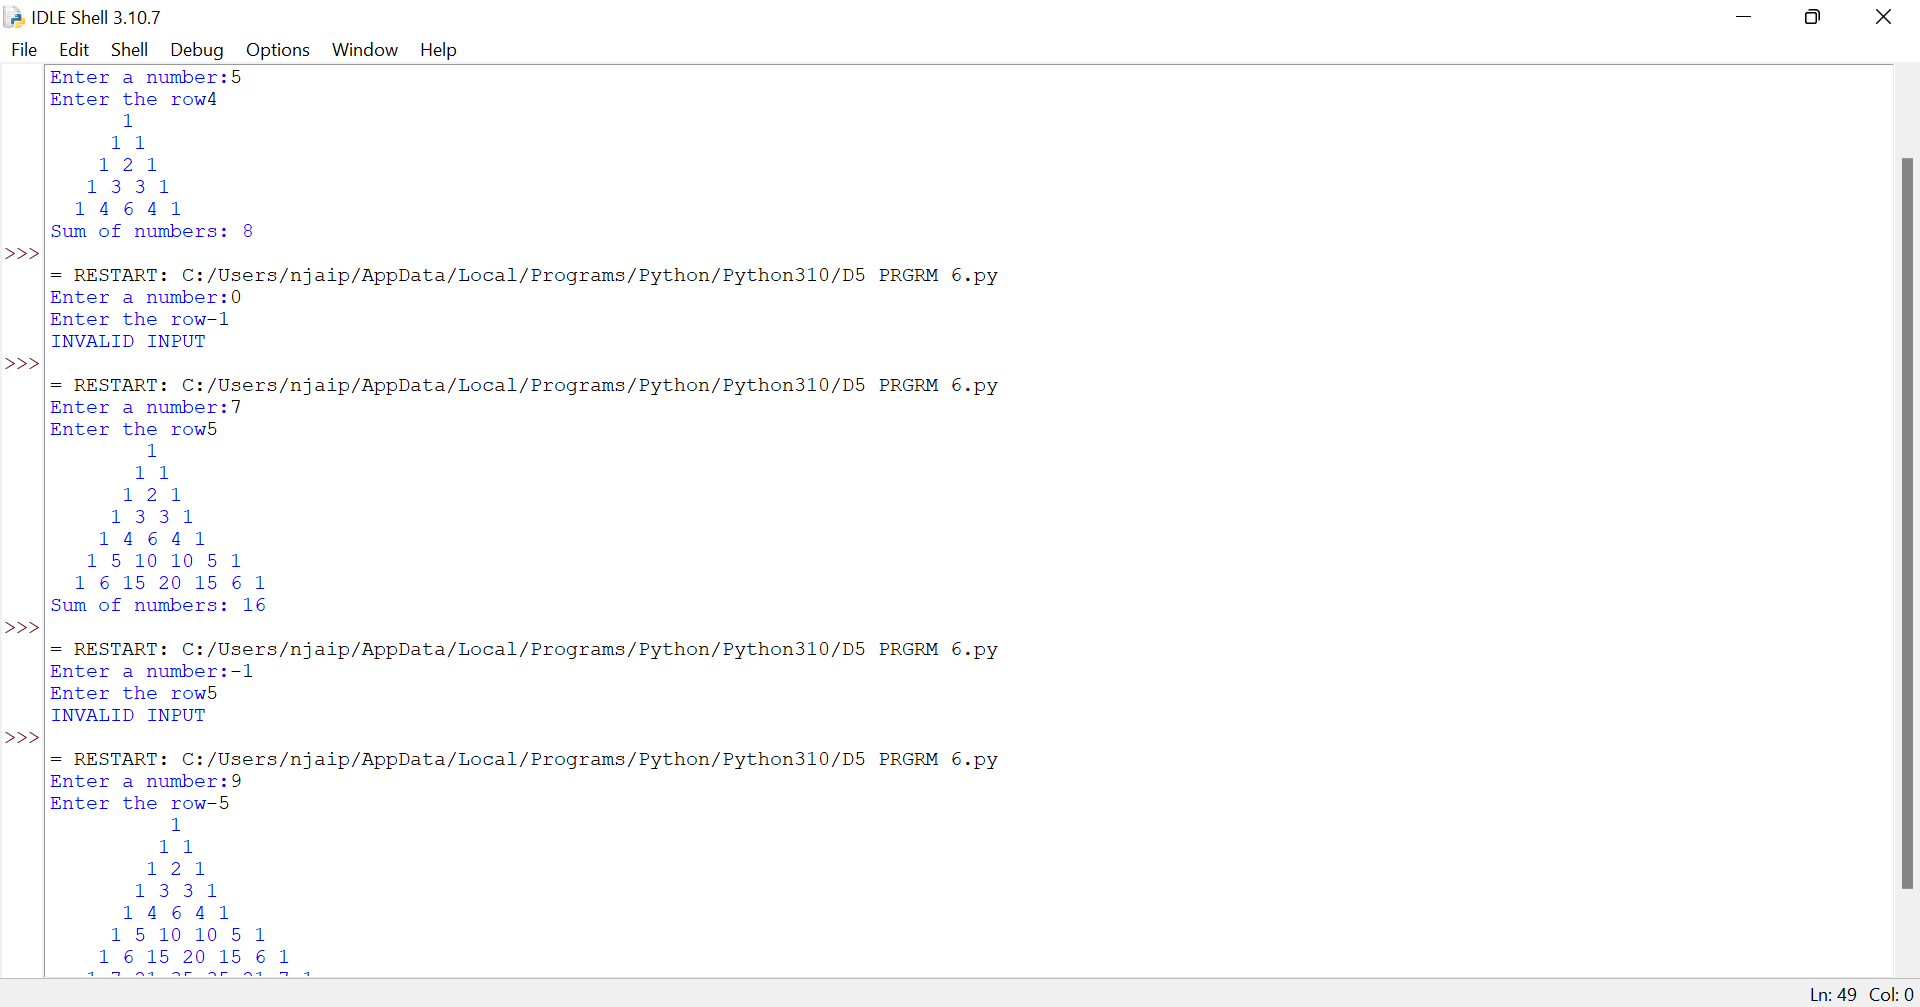 IDLE Shell 3.10.7
File Edit Shell Debug Options Window Help
Enter a number:5
Enter the row4
1
1 1
1 2 1
1 3 3 1
1 4 6 4 1
Sum of numbers: 8
>>>
= RESTART: C:/Users/njaip/AppData/Local/Programs/Python/Python310/D5 PRGRM 6.py
Enter a number:0
Enter the row-1
INVALID INPUT
>>>
= RESTART: C:/Users/njaip/AppData/Local/Programs/Python/Python310/D5 PRGRM 6.py
Enter a number:7
Enter the row5
1
1 1
1 2 1
1 3 3 1
1 4 6 4 1
1 5 10 10 5 1
1 6 15 20 15 6 1
Sum of numbers: 16
>>>
= RESTART: C:/Users/njaip/AppData/Local/Programs/Python/Python310/D5 PRGRM 6.py
Enter a number:-1
Enter the row5
INVALID INPUT
>>>
= RESTART: C:/Users/njaip/AppData/Local/Programs/Python/Python310/D5 PRGRM 6.py
Enter a number:9
Enter the row-5
1
1 1
1 2 1
1 3 3 1
1 4 6 4 1
1 5 10 10 5 1
1 6 15 20 15 6 1
1 7 21 35 35 21 7 1
Ln: 49 Col: 0